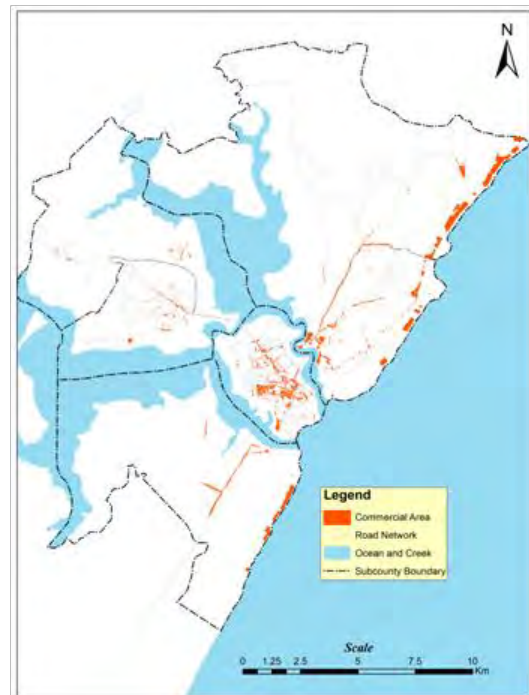 N
Legend
Commercial Area
Road Network
Ocean and Creek
Subcounty Boundary
Scale
0 1.25 2.5 5 7.5 10
Km